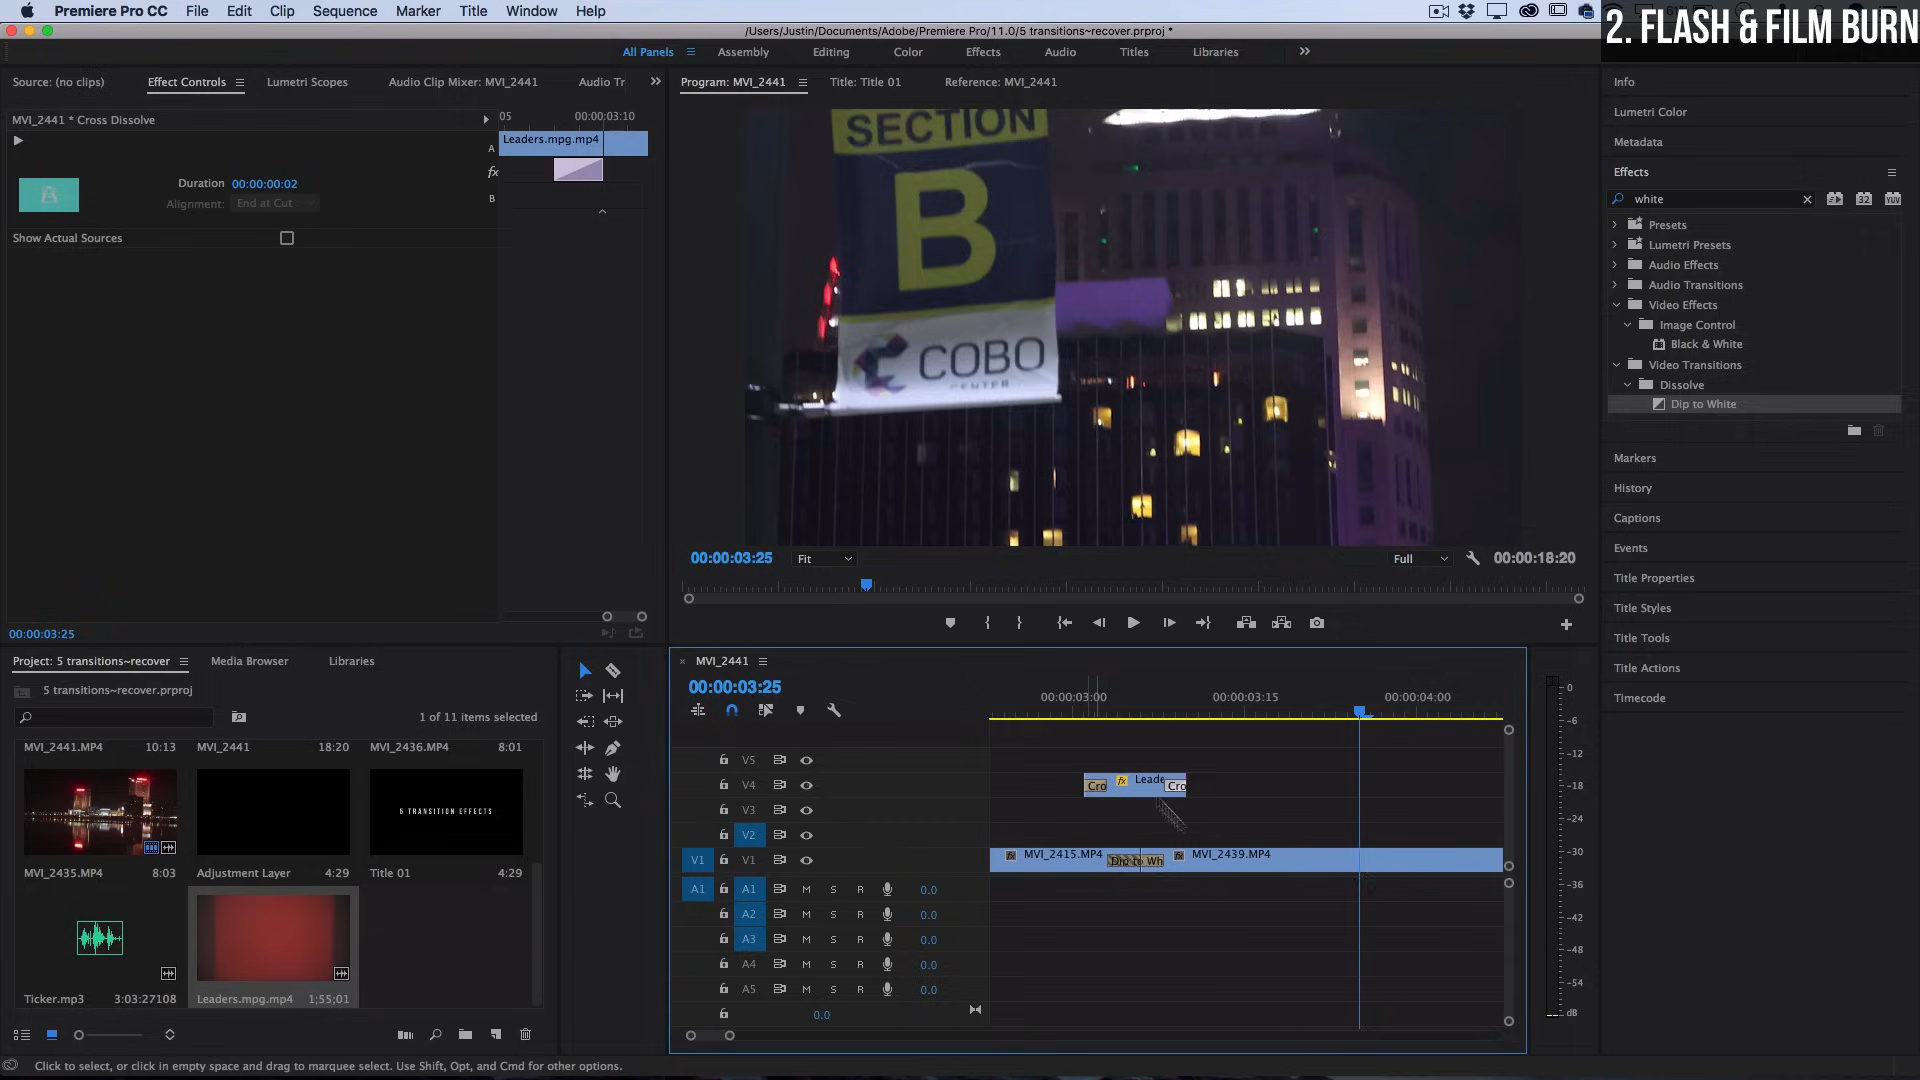 Premiere Pro CC File Edit Clip Sequence Marker Title Window Help
2. FLASH & FILM BURN
/Users/Justin/Documents/Adobe/Premiere Pro/11.0/5 transitions~recover.prproj *
All Panels Assembly Editing Color Effects Audio Titles Libraries
Source: (no clips) Effect Controls Lumetri Scopes Audio Clip Mixer: MVI_2441 Audio Tr
Program: MVI_2441 Title: Title 01 Reference: MVI_2441
MVI_2441 * Cross Dissolve
05 00:00:03:10
A Leaders.mpg.mp4
fx
B
Duration 00:00:00:02
Alignment: End at Cut
Show Actual Sources
00:00:03:25
SECTION
B
COBO
CENTER
00:00:03:25 Fit Full 00:00:18:20
Info
Lumetri Color
Metadata
Effects
white
32 YUV
Presets
Lumetri Presets
Audio Effects
Audio Transitions
Video Effects
Image Control
Black & White
Video Transitions
Dissolve
Dip to White
Markers
History
Captions
Events
Title Properties
Title Styles
Title Tools
Title Actions
Timecode
Project: 5 transitions~recover Media Browser Libraries
5 transitions~recover.prproj
1 of 11 items selected
MVI_2441.MP4 10:13 MVI_2441 18:20 MVI_2436.MP4 8:01
5 TRANSITION EFFECTS
MVI_2435.MP4 8:03 Adjustment Layer 4:29 Title 01 4:29
Ticker.mp3 3:03:27108 Leaders.mpg.mp4 1;55;01
MVI_2441
00:00:03:25
00:00:03:00 00:00:03:15 00:00:04:00
V5
V4 Cro fx Leade Cro
V3
V2
V1 V1 fx MVI_2415.MP4 Dip to Wh fx MVI_2439.MP4
A1 A1 M S R 0.0
A2 M S R 0.0
A3 M S R 0.0
A4 M S R 0.0
A5 M S R 0.0
0.0
0
-6
-12
-18
-24
-30
-36
-42
-48
-54
dB
Click to select, or click in empty space and drag to marquee select. Use Shift, Opt, and Cmd for other options.